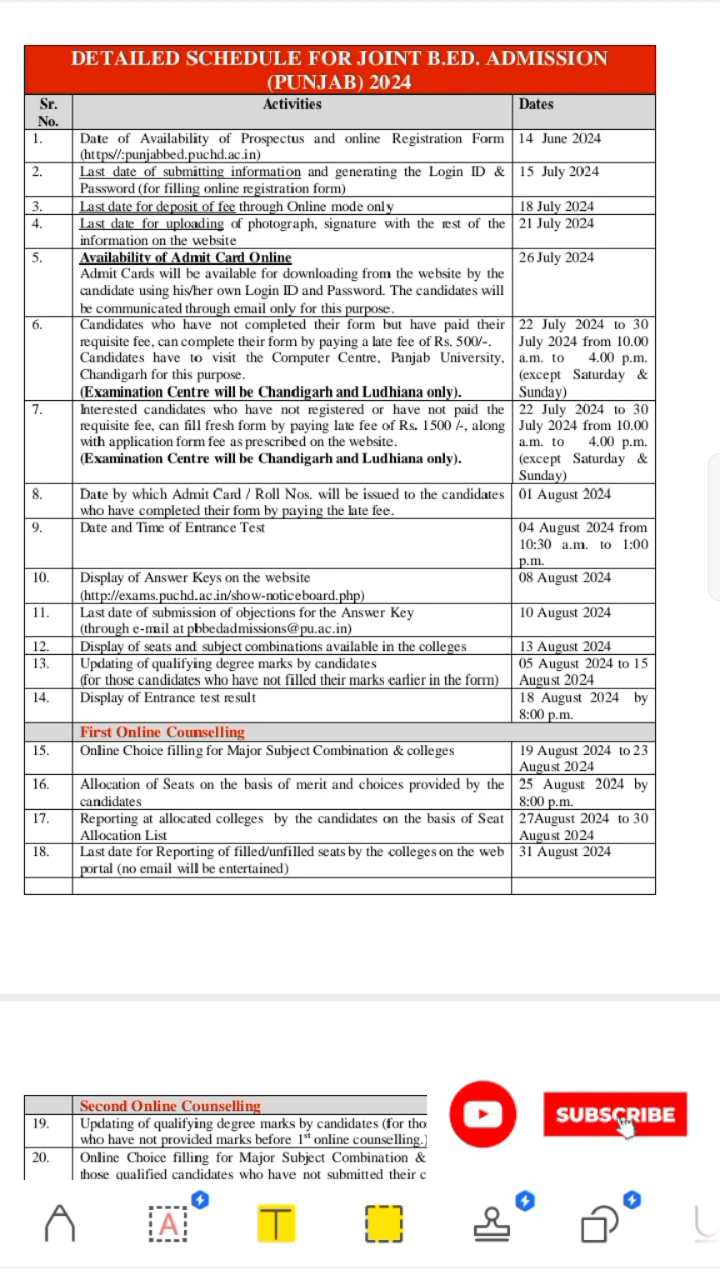 DETAILED SCHEDULE FOR JOINT B.ED. ADMISSION
(PUNJAB) 2024
Sr.
No.
Activities
Dates
1.
Date of Availability of Prospectus and online Registration Form
(https//:punjabbed.puchd.ac.in)
14 June 2024
2.
Last date of submitting information and generating the Login ID &
Password (for filling online registration form)
15 July 2024
3.
Last date for deposit of fee through Online mode only
18 July 2024
4.
Last date for uploading of photograph, signature with the rest of the
information on the website
21 July 2024
5.
Availability of Admit Card Online
Admit Cards will be available for downloading from the website by the
candidate using his/her own Login ID and Password. The candidates will
be communicated through email only for this purpose.
26 July 2024
6.
Candidates who have not completed their form but have paid their
requisite fee, can complete their form by paying a late fee of Rs. 500/-.
Candidates have to visit the Computer Centre, Panjab University,
Chandigarh for this purpose.
(Examination Centre will be Chandigarh and Ludhiana only).
22 July 2024 to 30
July 2024 from 10.00
a.m. to 4.00 p.m.
(except Saturday &
Sunday)
7.
Interested candidates who have not registered or have not paid the
requisite fee, can fill fresh form by paying late fee of Rs. 1500 /-, along
with application form fee as prescribed on the website.
(Examination Centre will be Chandigarh and Ludhiana only).
22 July 2024 to 30
July 2024 from 10.00
a.m. to 4.00 p.m.
(except Saturday &
Sunday)
8.
Date by which Admit Card / Roll Nos. will be issued to the candidates
who have completed their form by paying the late fee.
01 August 2024
9.
Date and Time of Entrance Test
04 August 2024 from
10:30 a.m. to 1:00
p.m.
10.
Display of Answer Keys on the website
(http://exams.puchd.ac.in/show-noticeboard.php)
08 August 2024
11.
Last date of submission of objections for the Answer Key
(through e-mail at pbbedadmissions@pu.ac.in)
10 August 2024
12.
Display of seats and subject combinations available in the colleges
13 August 2024
13.
Updating of qualifying degree marks by candidates
(for those candidates who have not filled their marks earlier in the form)
05 August 2024 to 15
August 2024
14.
Display of Entrance test result
18 August 2024 by
8:00 p.m.
First Online Counselling
15.
Online Choice filling for Major Subject Combination & colleges
19 August 2024 to 23
August 2024
16.
Allocation of Seats on the basis of merit and choices provided by the
candidates
25 August 2024 by
8:00 p.m.
17.
Reporting at allocated colleges by the candidates on the basis of Seat
Allocation List
27August 2024 to 30
August 2024
18.
Last date for Reporting of filled/unfilled seats by the colleges on the web
portal (no email will be entertained)
31 August 2024
Second Online Counselling
19.
Updating of qualifying degree marks by candidates (for tho
who have not provided marks before 1st online counselling.)
20.
Online Choice filling for Major Subject Combination &
those qualified candidates who have not submitted their c
SUBSCRIBE
A
T